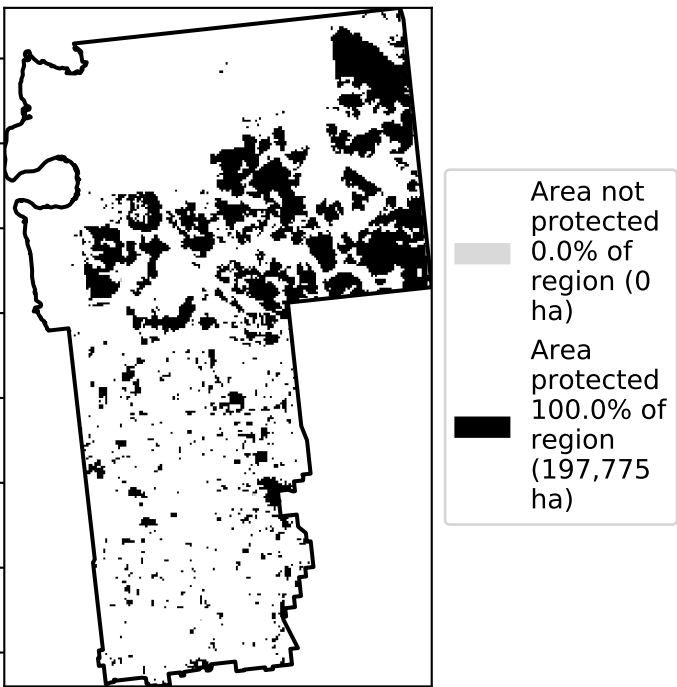 Area not
protected
0.0% of
region (0
ha)
Area
protected
100.0% of
region
(197,775
ha)